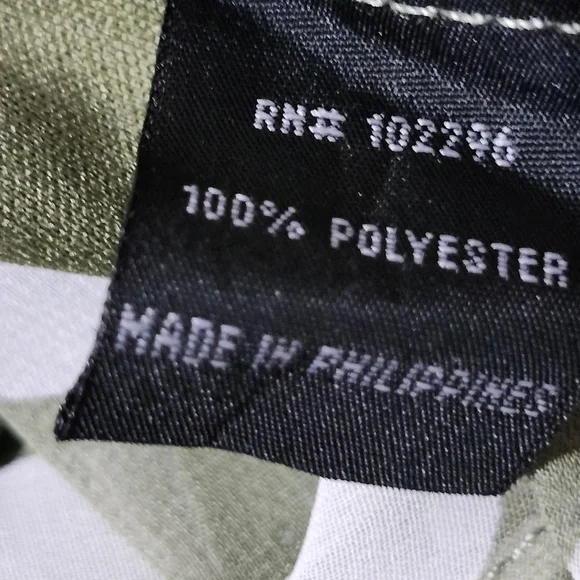 RN# 102296
100% POLYESTER
MADE IN PHILIPPINES